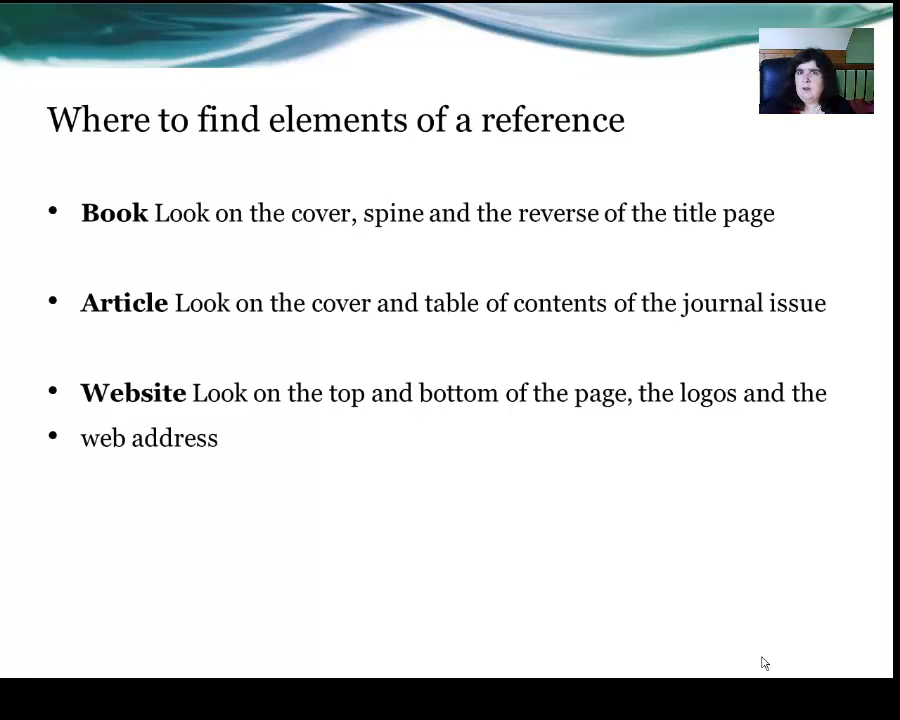 Where to find elements of a reference
• Book Look on the cover, spine and the reverse of the title page
• Article Look on the cover and table of contents of the journal issue
• Website Look on the top and bottom of the page, the logos and the
• web address